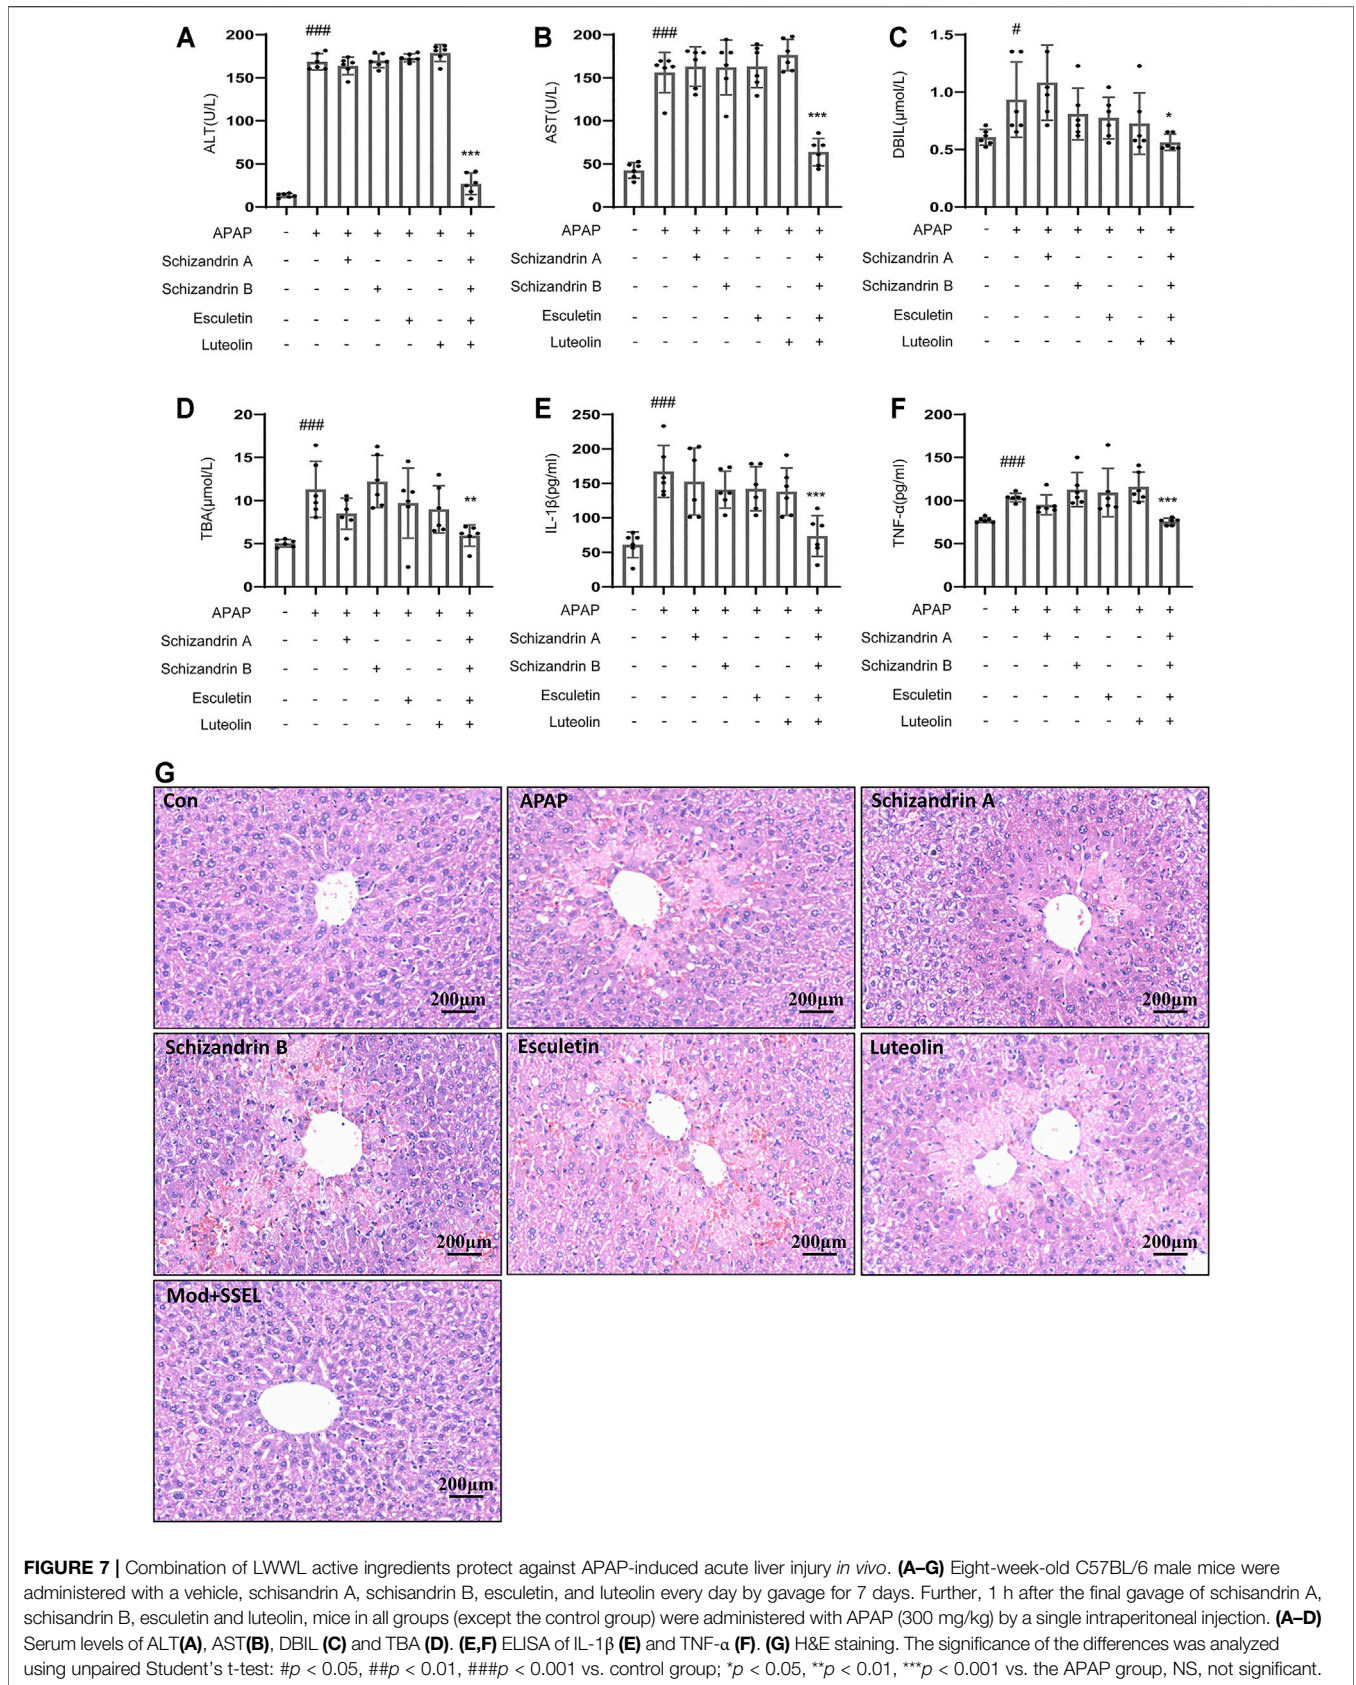 A
###
200
150
100
50
0
ALT(U/L)
***
APAP - + + + + + +
Schizandrin A - - + - - - +
Schizandrin B - - - + - - +
Esculetin - - - - + - +
Luteolin - - - - - + +
B
###
200
150
100
50
0
AST(U/L)
***
APAP - + + + + + +
Schizandrin A - - + - - - +
Schizandrin B - - - + - - +
Esculetin - - - - + - +
Luteolin - - - - - + +
C
#
1.5
1.0
0.5
0.0
DBIL(μmol/L)
*
APAP - + + + + + +
Schizandrin A - - + - - - +
Schizandrin B - - - + - - +
Esculetin - - - - + - +
Luteolin - - - - - + +
D
###
20
15
10
5
0
TBA(μmol/L)
**
APAP - + + + + + +
Schizandrin A - - + - - - +
Schizandrin B - - - + - - +
Esculetin - - - - + - +
Luteolin - - - - - + +
E
###
250
200
150
100
50
0
IL-1β(pg/ml)
***
APAP - + + + + + +
Schizandrin A - - + - - - +
Schizandrin B - - - + - - +
Esculetin - - - - + - +
Luteolin - - - - - + +
F
###
200
150
100
50
0
TNF-α(pg/ml)
***
APAP - + + + + + +
Schizandrin A - - + - - - +
Schizandrin B - - - + - - +
Esculetin - - - - + - +
Luteolin - - - - - + +
G
Con
200μm
APAP
200μm
Schizandrin A
200μm
Schizandrin B
200μm
Esculetin
200μm
Luteolin
200μm
Mod+SSEL
200μm
FIGURE 7 | Combination of LWWL active ingredients protect against APAP-induced acute liver injury in vivo. (A–G) Eight-week-old C57BL/6 male mice were
administered with a vehicle, schisandrin A, schisandrin B, esculetin, and luteolin every day by gavage for 7 days. Further, 1 h after the final gavage of schisandrin A,
schisandrin B, esculetin and luteolin, mice in all groups (except the control group) were administered with APAP (300 mg/kg) by a single intraperitoneal injection. (A–D)
Serum levels of ALT(A), AST(B), DBIL (C) and TBA (D). (E,F) ELISA of IL-1β (E) and TNF-α (F). (G) H&E staining. The significance of the differences was analyzed
using unpaired Student's t-test: #p < 0.05, ##p < 0.01, ###p < 0.001 vs. control group; *p < 0.05, **p < 0.01, ***p < 0.001 vs. the APAP group, NS, not significant.